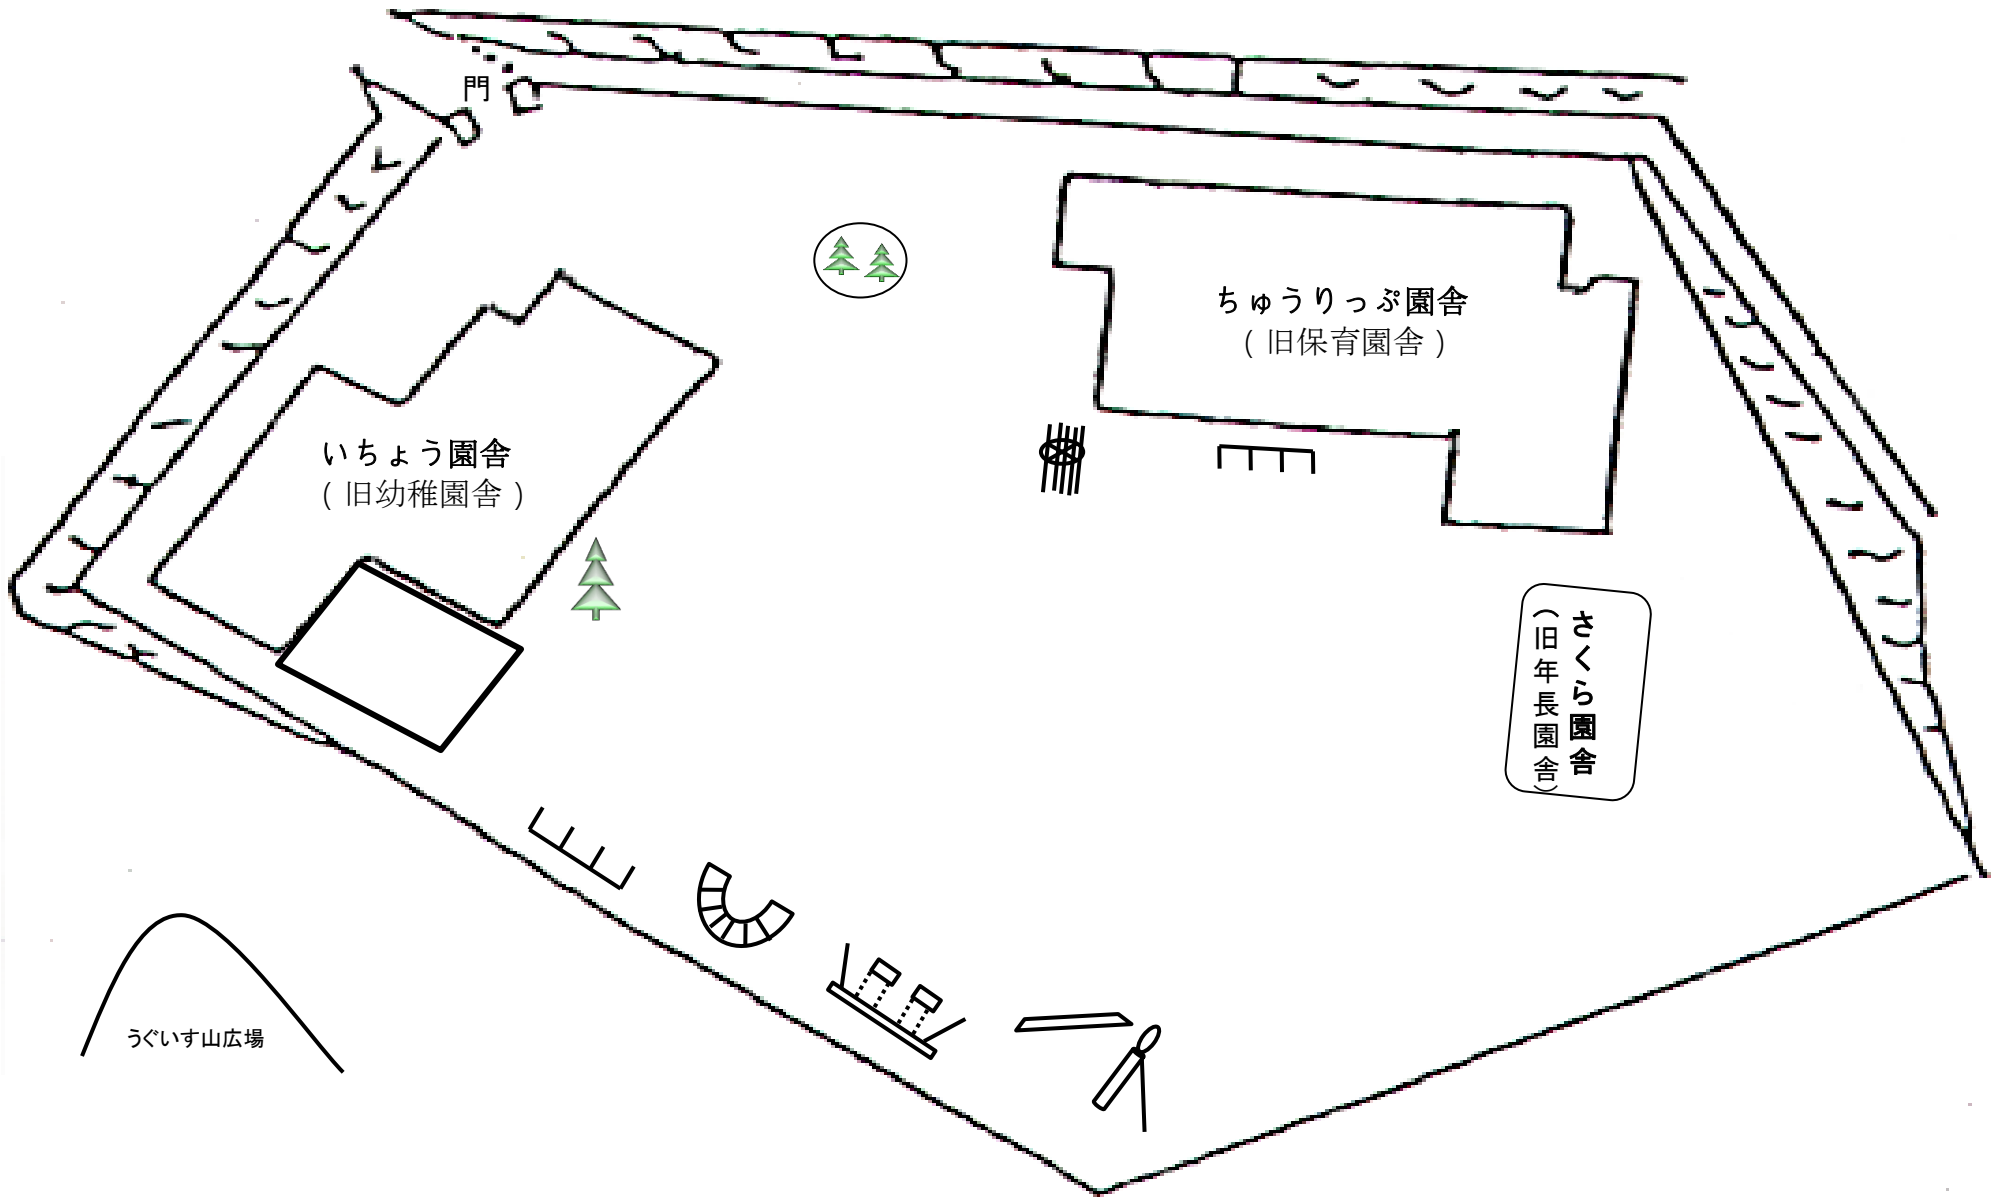 門
ちゅうりっぷ園舎
( 旧保育園舎 )
いちょう園舎
( 旧幼稚園舎 )
さくら園舎
(旧年長園舎)
うぐいす山広場